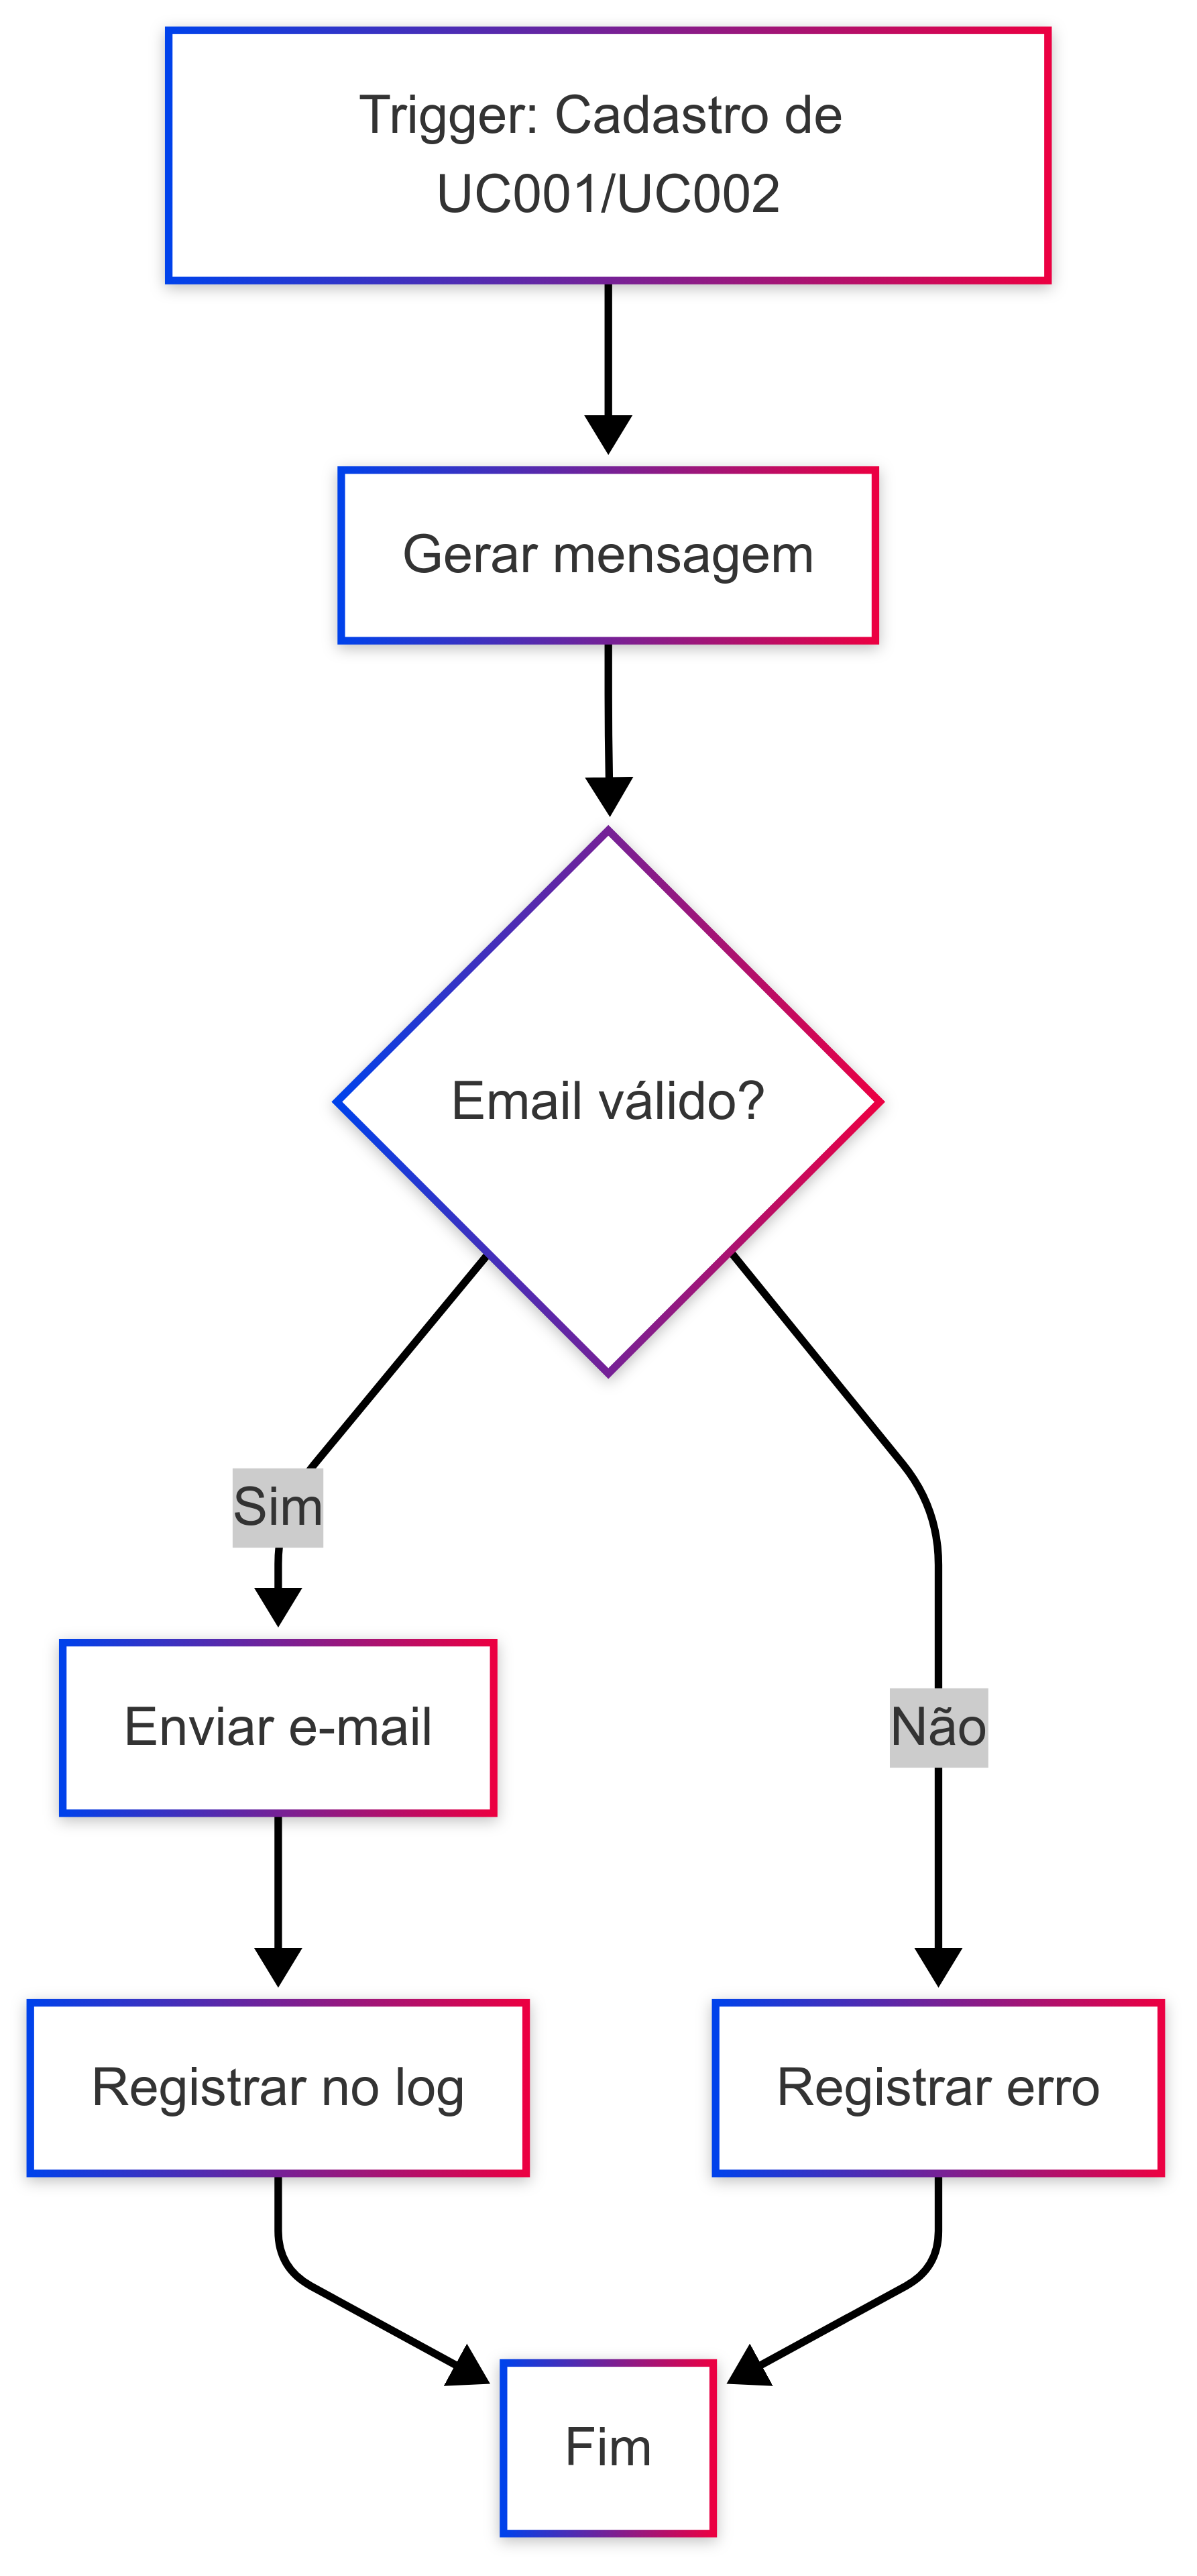 Trigger: Cadastro de
UC001/UC002
Gerar mensagem
Email válido?
Sim
Enviar e-mail
Não
Registrar no log
Registrar erro
Fim